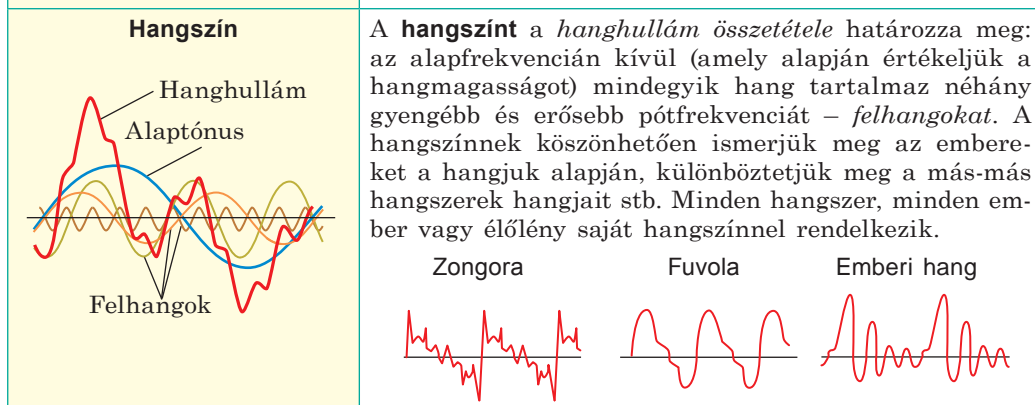 Hangszín
Hanghullám
Alaptónus
Felhangok
A hangszínt a hanghullám összetétele határozza meg:
az alapfrekvencián kívül (amely alapján értékeljük a
hangmagasságot) mindegyik hang tartalmaz néhány
gyengébb és erősebb pótfrekvenciát – felhangokat. A
hangszínnek köszönhetően ismerjük meg az embere-
ket a hangjuk alapján, különböztetjük meg a más-más
hangszerek hangjait stb. Minden hangszer, minden em-
ber vagy élőlény saját hangszínnel rendelkezik.
Zongora
Fuvola
Emberi hang